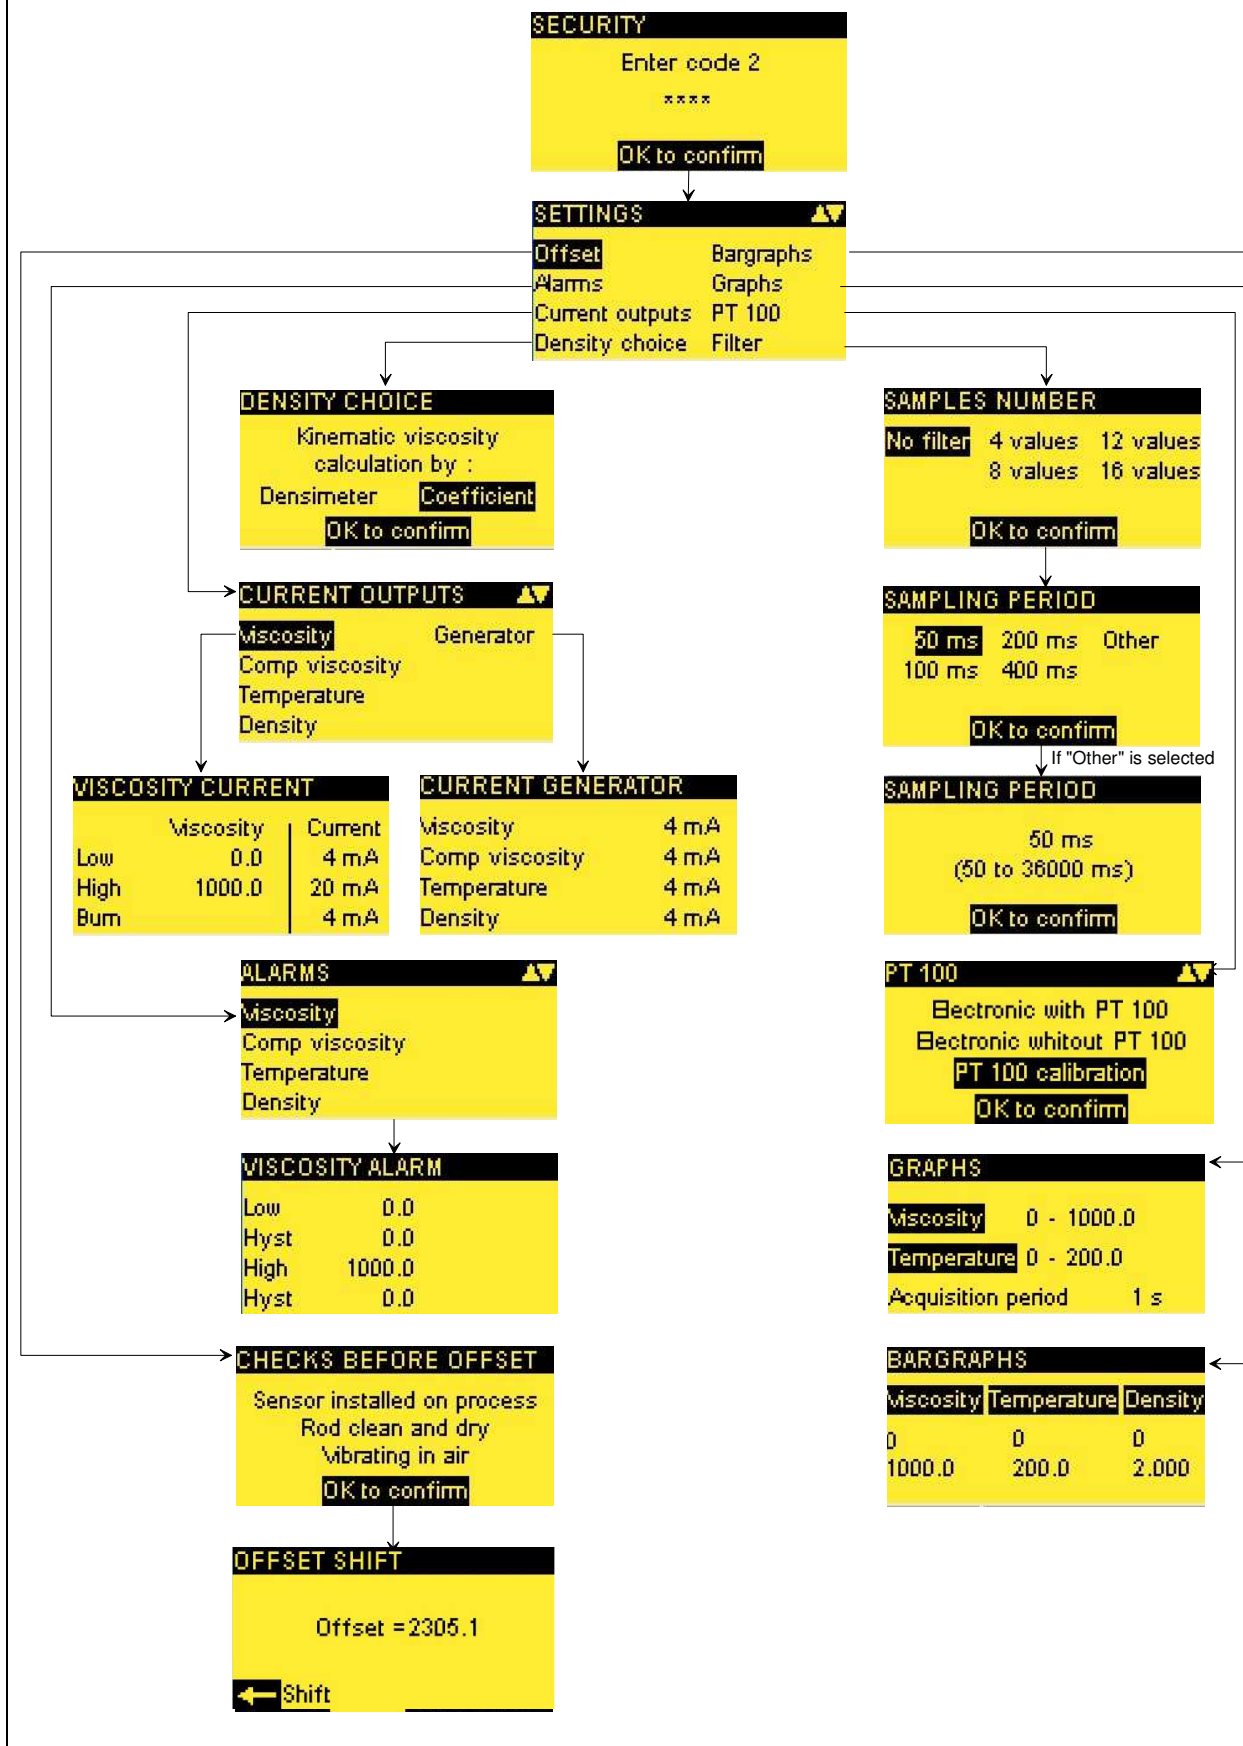 SECURITY
Enter code 2
****
OK to confirm
SETTINGS
Offset Bargraphs
Alarms Graphs
Current outputs PT 100
Density choice Filter
DENSITY CHOICE
Kinematic viscosity
calculation by :
Densimeter Coefficient
OK to confirm
CURRENT OUTPUTS
Viscosity Generator
Comp viscosity
Temperature
Density
VISCOSITY CURRENT
Viscosity Current
Low 0.0 4 mA
High 1000.0 20 mA
Burn 4 mA
CURRENT GENERATOR
Viscosity 4 mA
Comp viscosity 4 mA
Temperature 4 mA
Density 4 mA
ALARMS
Viscosity
Comp viscosity
Temperature
Density
VISCOSITY ALARM
Low 0.0
Hyst 0.0
High 1000.0
Hyst 0.0
CHECKS BEFORE OFFSET
Sensor installed on process
Rod clean and dry
Vibrating in air
OK to confirm
OFFSET SHIFT
Offset =2305.1
Shift
SAMPLES NUMBER
No filter 4 values 12 values
8 values 16 values
OK to confirm
SAMPLING PERIOD
50 ms 200 ms Other
100 ms 400 ms
OK to confirm
If "Other" is selected
SAMPLING PERIOD
50 ms
(50 to 36000 ms)
OK to confirm
PT 100
Electronic with PT 100
Electronic whitout PT 100
PT 100 calibration
OK to confirm
GRAPHS
Viscosity 0 - 1000.0
Temperature 0 - 200.0
Acquisition period 1 s
BARGRAPHS
Viscosity Temperature Density
0 0 0
1000.0 200.0 2.000